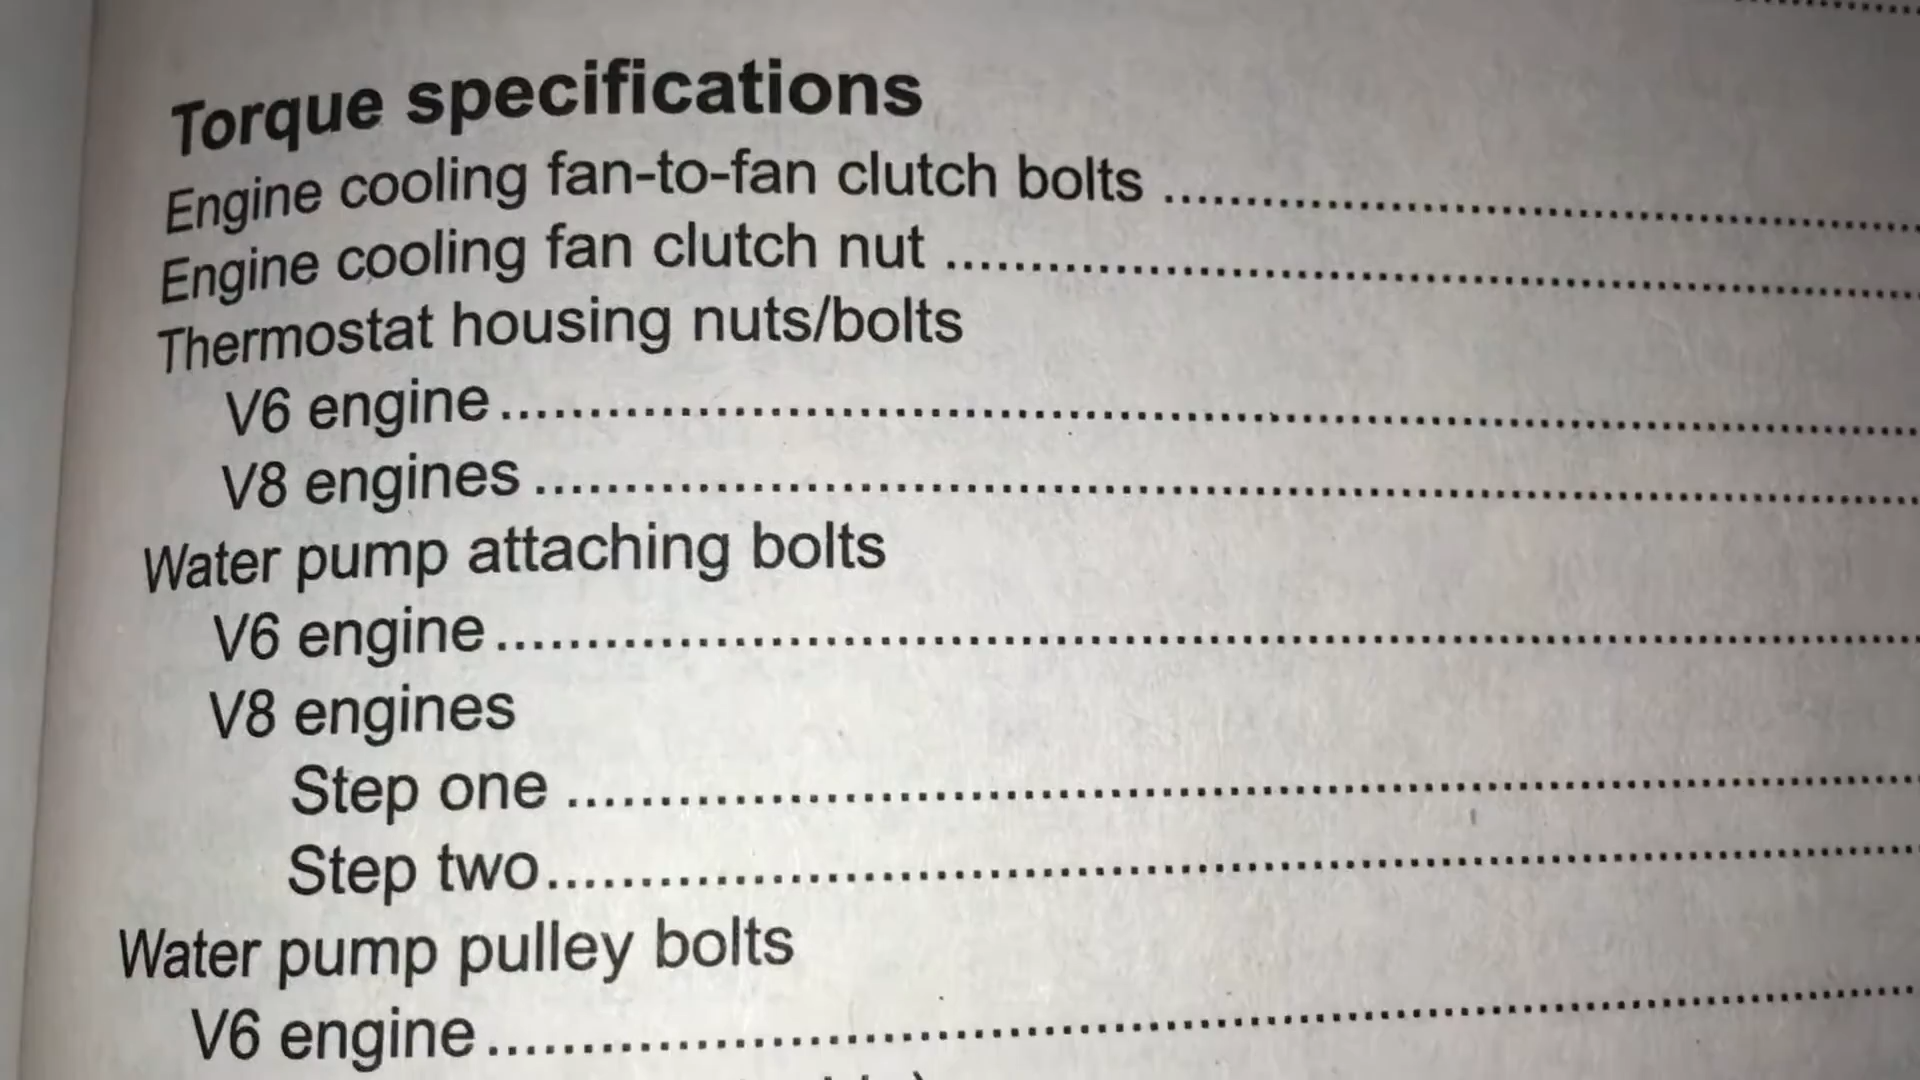 Torque specifications
Engine cooling fan-to-fan clutch bolts ........................................
Engine cooling fan clutch nut ........................................
Thermostat housing nuts/bolts
V6 engine ........................................
V8 engines ........................................
Water pump attaching bolts
V6 engine ........................................
V8 engines
Step one ........................................
Step two ........................................
Water pump pulley bolts
V6 engine ........................................